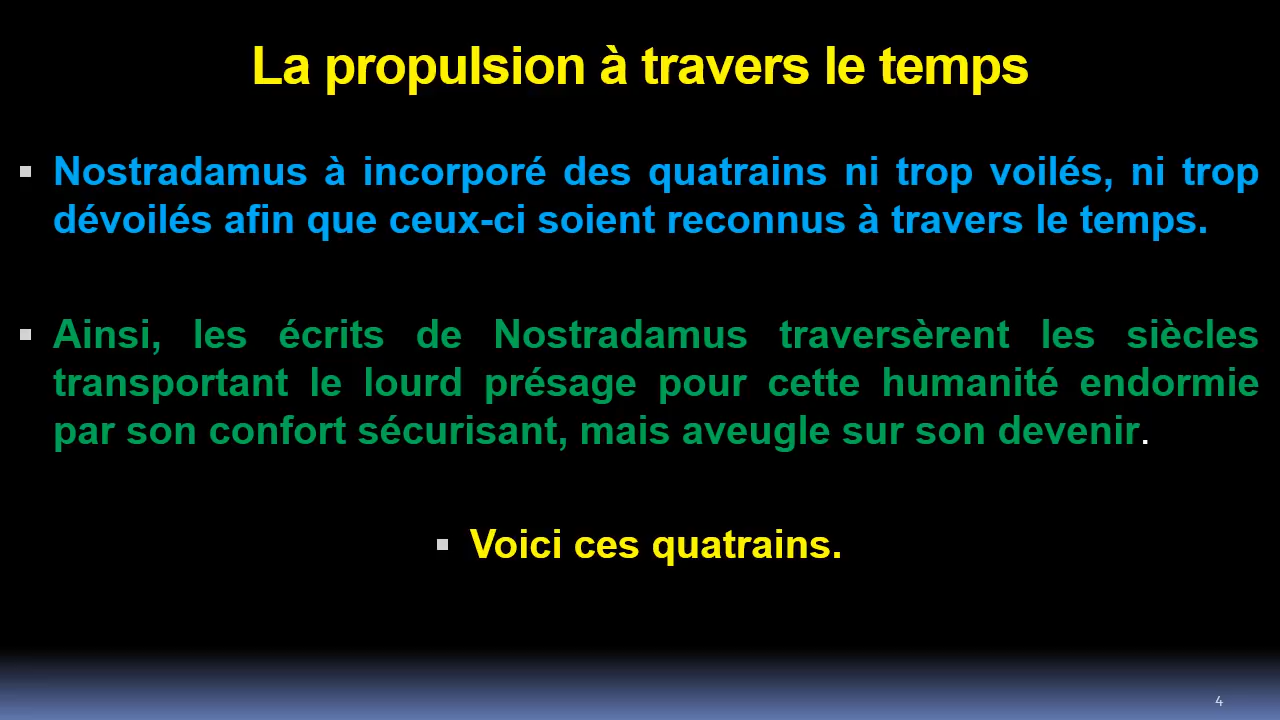 La propulsion à travers le temps
Nostradamus à incorporé des quatrains ni trop voilés, ni trop
dévoilés afin que ceux-ci soient reconnus à travers le temps.
Ainsi, les écrits de Nostradamus traversèrent les siècles
transportant le lourd présage pour cette humanité endormie
par son confort sécurisant, mais aveugle sur son devenir.
Voici ces quatrains.
4